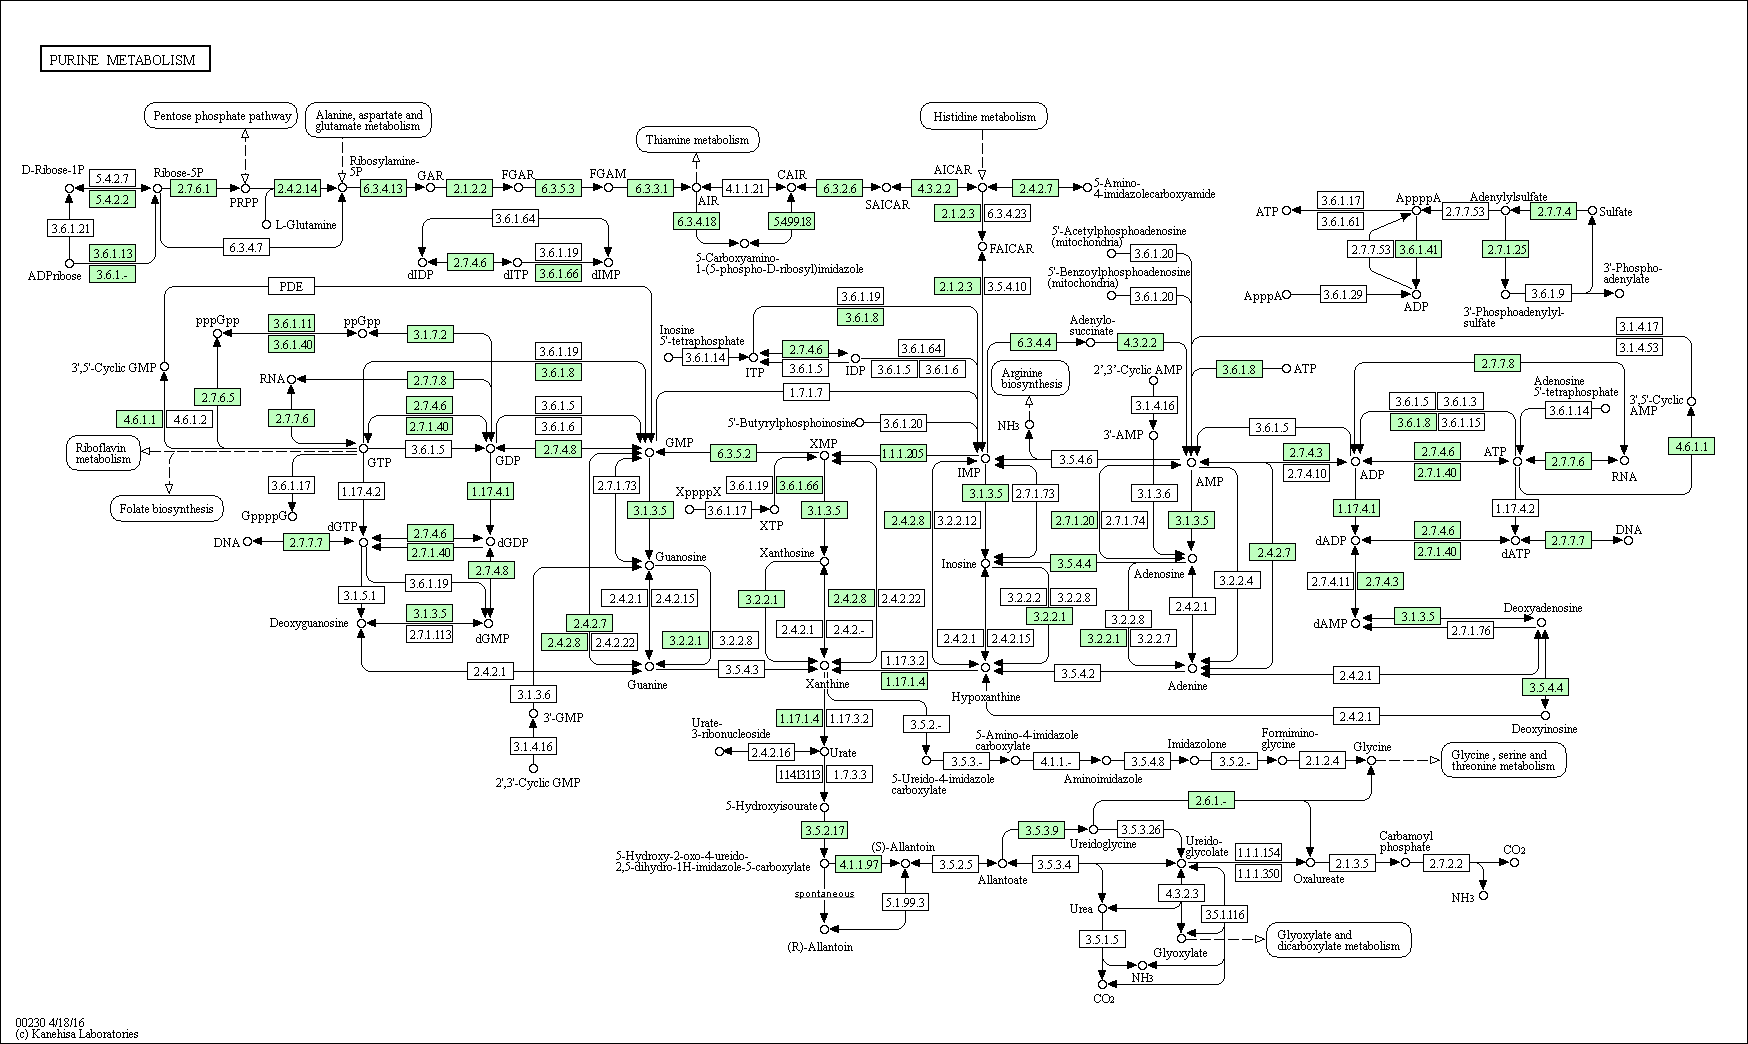 PURINE METABOLISM
Pentose phosphate pathway
Alanine, aspartate and
glutamate metabolism
Thiamine metabolism
Histidine metabolism
D-Ribose-1P
5.4.2.7
5.4.2.2
Ribose-5P
2.7.6.1
PRPP
2.4.2.14
Ribosylamine-
5P
6.3.4.13
GAR
2.1.2.2
FGAR
6.3.5.3
FGAM
6.3.3.1
AIR
4.1.1.21
CAIR
6.3.2.6
SAICAR
4.3.2.2
AICAR
2.4.2.7
5-Amino-
4-imidazolecarboxyamide
3.6.1.21
3.6.1.13
3.6.1.-
ADPribose
L-Glutamine
6.3.4.7
3.6.1.64
dIDP
2.7.4.6
dITP
3.6.1.19
3.6.1.66
dIMP
6.3.4.18
5.4.99.18
5-Carboxyamino-
1-(5-phospho-D-ribosyl)imidazole
2.1.2.3
6.3.4.23
FAICAR
2.1.2.3
3.5.4.10
5'-Acetylphosphoadenosine
(mitochondria)
3.6.1.20
5'-Benzoylphosphoadenosine
(mitochondria)
3.6.1.20
ATP
3.6.1.17
3.6.1.61
AppppA
2.7.7.53
Adenylylsulfate
2.7.7.4
Sulfate
2.7.7.53
3.6.1.41
2.7.1.25
ApppA
3.6.1.29
ADP
3.6.1.9
3'-Phospho-
adenylate
3'-Phosphoadenylyl-
sulfate
PDE
pppGpp
3.6.1.11
3.6.1.40
ppGpp
3.1.7.2
3.6.1.19
3.6.1.8
3',5'-Cyclic GMP
RNA
2.7.7.8
2.7.6.5
2.7.7.6
2.7.4.6
2.7.1.40
3.6.1.5
3.6.1.6
4.6.1.1
4.6.1.2
Riboflavin
metabolism
GTP
3.6.1.5
GDP
2.7.4.8
GMP
Inosine
5'-tetraphosphate
3.6.1.14
ITP
3.6.1.19
3.6.1.8
2.7.4.6
3.6.1.5
IDP
3.6.1.64
3.6.1.5
3.6.1.6
1.7.1.7
5'-Butyrylphosphoinosine
3.6.1.20
6.3.4.4
Adenylo-
succinate
4.3.2.2
Arginine
biosynthesis
NH3
2',3'-Cyclic AMP
3.1.4.16
3'-AMP
3.6.1.8
ATP
2.7.7.8
3.1.4.17
3.1.4.53
Adenosine
5'-tetraphosphate
3.6.1.14
3',5'-Cyclic
AMP
3.6.1.5
3.6.1.3
3.6.1.8
3.6.1.15
3.6.1.5
4.6.1.1
6.3.5.2
XMP
1.1.1.205
IMP
3.5.4.6
AMP
2.7.4.3
2.7.4.10
ADP
2.7.4.6
2.7.1.40
ATP
2.7.7.6
RNA
Folate biosynthesis
3.6.1.17
GppppG
1.17.4.2
1.17.4.1
2.7.1.73
3.1.3.5
XppppX
3.6.1.19
3.6.1.66
3.6.1.17
XTP
3.1.3.5
3.1.3.5
2.7.1.73
3.1.3.6
2.4.2.8
3.2.2.12
2.7.1.20
2.7.1.74
3.1.3.5
1.17.4.1
1.17.4.2
dGTP
DNA
2.7.7.7
2.7.4.6
2.7.1.40
dGDP
2.7.4.8
Guanosine
Xanthosine
Inosine
3.5.4.4
Adenosine
2.4.2.7
dADP
2.7.4.6
2.7.1.40
dATP
2.7.7.7
DNA
3.6.1.19
3.1.5.1
3.1.3.5
2.7.1.113
Deoxyguanosine
dGMP
2.4.2.1
2.4.2.15
2.4.2.7
2.4.2.8
2.4.2.22
3.2.2.1
3.2.2.8
3.2.2.1
2.4.2.8
2.4.2.22
2.4.2.1
2.4.2.-
3.2.2.2
3.2.2.8
3.2.2.1
2.4.2.1
2.4.2.15
3.2.2.4
2.4.2.1
3.2.2.8
3.2.2.1
3.2.2.7
2.7.4.11
2.7.4.3
dAMP
3.1.3.5
2.7.1.76
Deoxyadenosine
2.4.2.1
Guanine
3.5.4.3
Xanthine
1.17.3.2
1.17.1.4
Hypoxanthine
3.5.4.2
Adenine
2.4.2.1
2.4.2.1
3.5.4.4
Deoxyinosine
3.1.3.6
3'-GMP
3.1.4.16
2',3'-Cyclic GMP
Urate-
3-ribonucleoside
2.4.2.16
1.17.1.4
1.17.3.2
Urate
1.14.13.113
1.7.3.3
5-Hydroxyisourate
3.5.2.17
3.5.2.-
3.5.3.-
5-Ureido-4-imidazole
carboxylate
5-Amino-4-imidazole
carboxylate
4.1.1.-
Aminoimidazole
3.5.4.8
Imidazolone
3.5.2.-
Formimino-
glycine
2.1.2.4
Glycine
Glycine , serine and
threonine metabolism
2.6.1.-
5-Hydroxy-2-oxo-4-ureido-
2,5-dihydro-1H-imidazole-5-carboxylate
4.1.1.97
(S)-Allantoin
3.5.2.5
Allantoate
3.5.3.9
Ureidoglycine
3.5.3.26
3.5.3.4
Ureido-
glycolate
1.1.1.154
1.1.1.350
Oxalureate
2.1.3.5
Carbamoyl
phosphate
2.7.2.2
CO2
NH3
spontaneous
5.1.99.3
(R)-Allantoin
Urea
4.3.2.3
3.5.1.116
3.5.1.5
Glyoxylate
Glyoxylate and
dicarboxylate metabolism
NH3
CO2
00230 4/18/16
(c) Kanehisa Laboratories